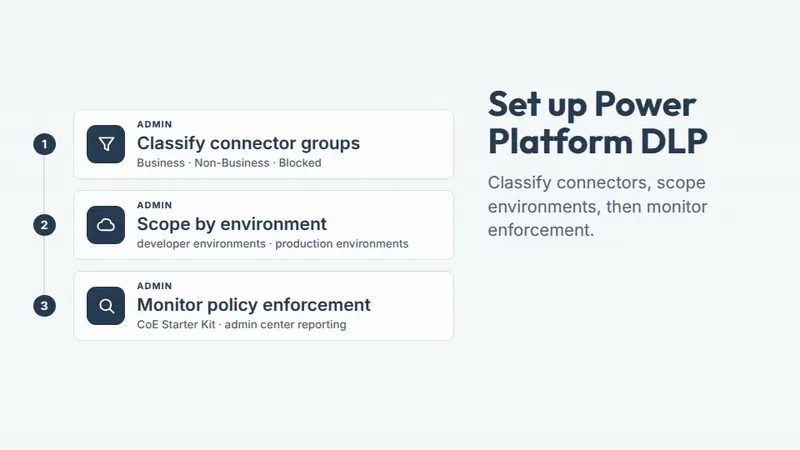 1
ADMIN
Classify connector groups
Business · Non-Business · Blocked
2
ADMIN
Scope by environment
developer environments · production environments
3
ADMIN
Monitor policy enforcement
CoE Starter Kit · admin center reporting
Set up Power
Platform DLP
Classify connectors, scope
environments, then monitor
enforcement.